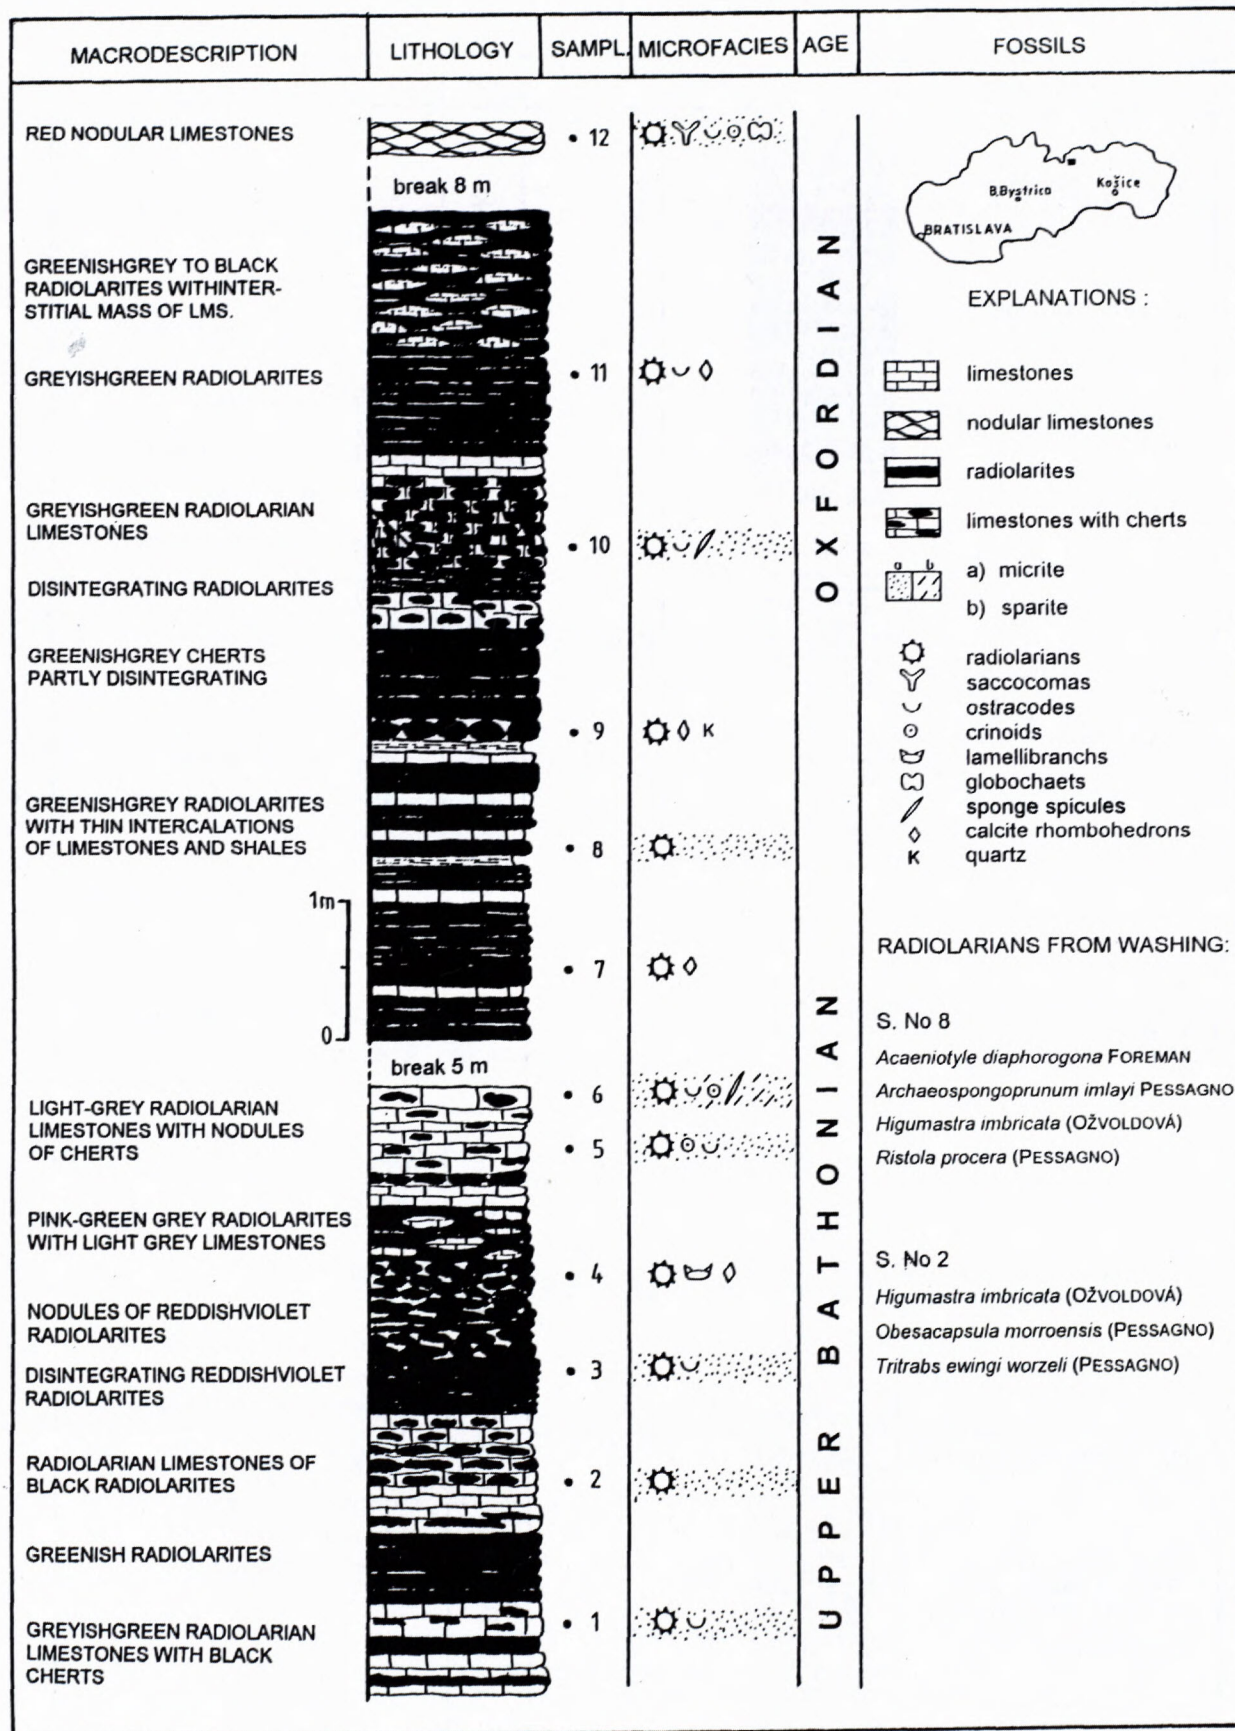 MACRODESCRIPTION
LITHOLOGY
SAMPL.
MICROFACIES
AGE
FOSSILS
RED NODULAR LIMESTONES
break 8 m
GREENISHGREY TO BLACK
RADIOLARITES WITHINTER-
STITIAL MASS OF LMS.
GREYISHGREEN RADIOLARITES
GREYISHGREEN RADIOLARIAN
LIMESTONES
DISINTEGRATING RADIOLARITES
GREENISHGREY CHERTS
PARTLY DISINTEGRATING
GREENISHGREY RADIOLARITES
WITH THIN INTERCALATIONS
OF LIMESTONES AND SHALES
1m
0
break 5 m
LIGHT-GREY RADIOLARIAN
LIMESTONES WITH NODULES
OF CHERTS
PINK-GREEN GREY RADIOLARITES
WITH LIGHT GREY LIMESTONES
NODULES OF REDDISHVIOLET
RADIOLARITES
DISINTEGRATING REDDISHVIOLET
RADIOLARITES
RADIOLARIAN LIMESTONES OF
BLACK RADIOLARITES
GREENISH RADIOLARITES
GREYISHGREEN RADIOLARIAN
LIMESTONES WITH BLACK
CHERTS
12
11
10
9
K
8
7
6
5
4
3
2
1
OXFORDIAN
UPPER BATHONIAN
B.Bystrica
Košice
BRATISLAVA
EXPLANATIONS :
limestones
nodular limestones
radiolarites
limestones with cherts
a b
a) micrite
b) sparite
radiolarians
saccocomas
ostracodes
crinoids
lamellibranchs
globochaets
sponge spicules
calcite rhombohedrons
K quartz
RADIOLARIANS FROM WASHING:
S. No 8
Acaeniotyle diaphorogona FOREMAN
Archaeospongoprunum imlayi PESSAGNO
Higumastra imbricata (OŽVOLDOVÁ)
Ristola procera (PESSAGNO)
S. No 2
Higumastra imbricata (OŽVOLDOVÁ)
Obesacapsula morroensis (PESSAGNO)
Tritrabs ewingi worzeli (PESSAGNO)